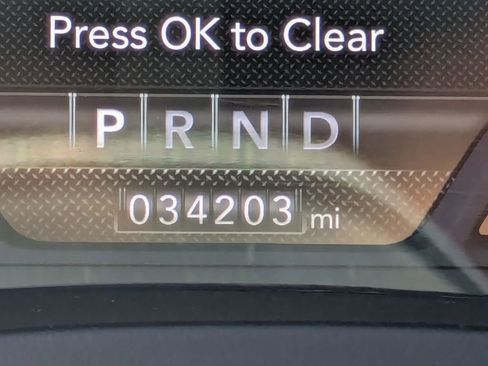 Press OK to Clear
P R N D
034203 mi